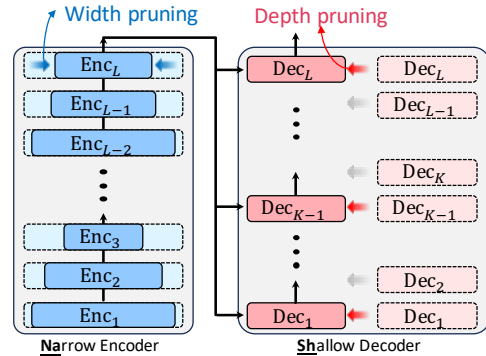 Width pruning
Depth pruning
Enc_L
Enc_{L-1}
Enc_{L-2}
Enc_3
Enc_2
Enc_1
Narrow Encoder
Dec_L
Dec_{K-1}
Dec_1
Dec_L
Dec_{L-1}
Dec_K
Dec_{K-1}
Dec_2
Dec_1
Shallow Decoder